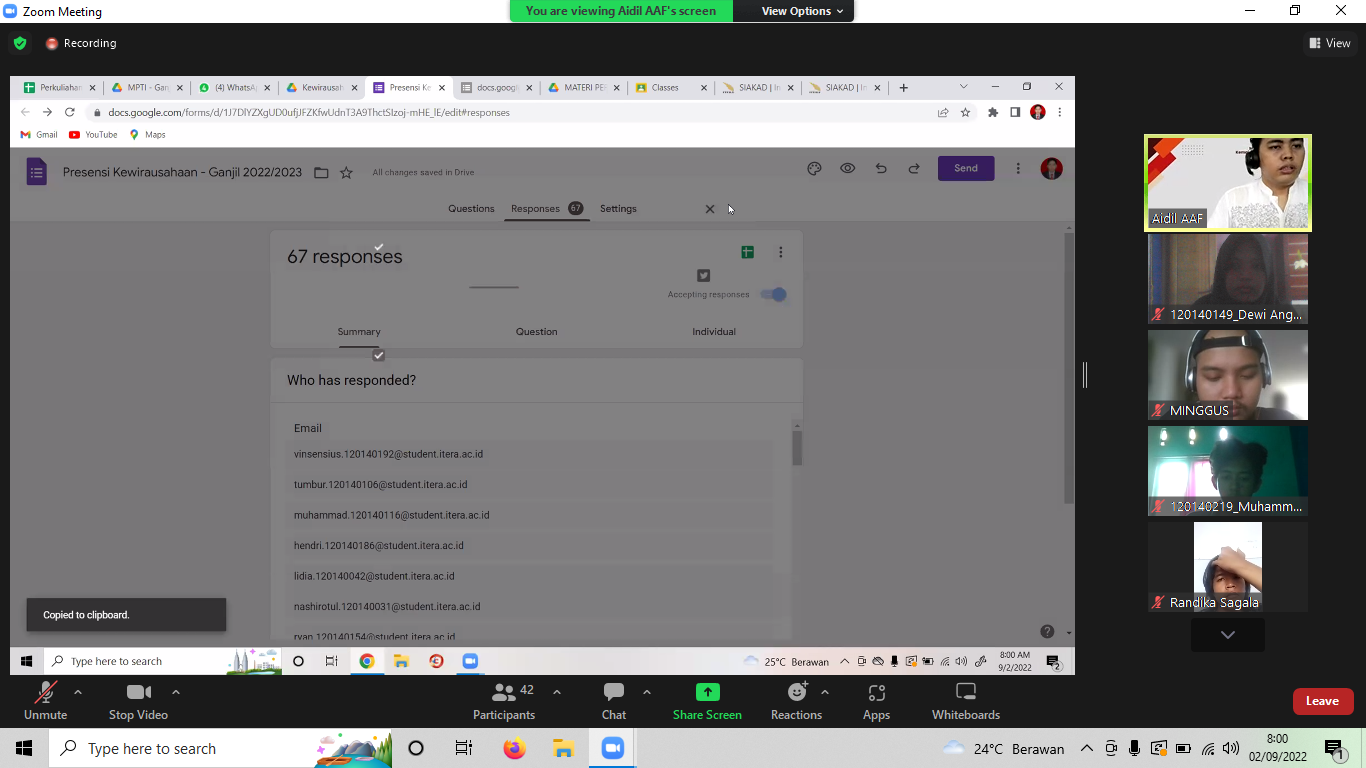 Zoom Meeting
You are viewing Aidil AAF's screen
View Options
Recording
View
Perkuliahan
MPTI - Gan
(4) WhatsA
Kewirausah
Presensi Ke
docs.googl
MATERI PE
Classes
SIAKAD | In
SIAKAD | In
docs.google.com/forms/d/1J7DlYZXgUD0ufjJFZKfwUdnT3A9ThctSlzoj-mHE_lE/edit#responses
Gmail
YouTube
Maps
Presensi Kewirausahaan - Ganjil 2022/2023
All changes saved in Drive
Send
Questions
Responses 67
Settings
67 responses
Accepting responses
Summary
Question
Individual
Who has responded?
Email
vinsensius.120140192@student.itera.ac.id
tumbur.120140106@student.itera.ac.id
muhammad.120140116@student.itera.ac.id
hendri.120140186@student.itera.ac.id
lidia.120140042@student.itera.ac.id
nashirotul.120140031@student.itera.ac.id
ryan.120140154@student.itera.ac.id
Copied to clipboard.
Type here to search
25°C Berawan
8:00 AM
9/2/2022
2
Aidil AAF
120140149_Dewi Ang...
MINGGUS
120140219_Muhamm...
Randika Sagala
Unmute
Stop Video
42
Participants
Chat
Share Screen
Reactions
Apps
Whiteboards
Leave
Type here to search
24°C Berawan
8:00
02/09/2022
1